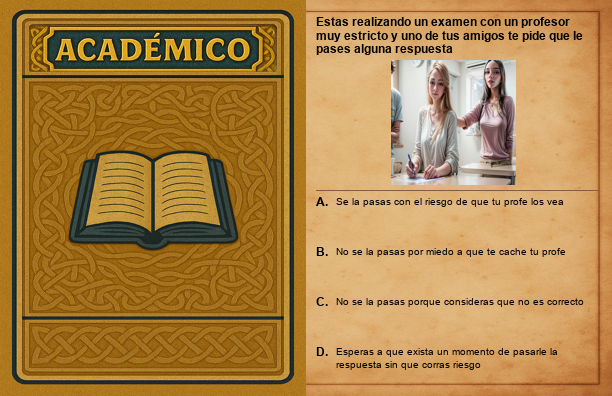 ACADÉMICO
Estas realizando un examen con un profesor
muy estricto y uno de tus amigos te pide que le
pases alguna respuesta
A. Se la pasas con el riesgo de que tu profe los vea
B. No se la pasas por miedo a que te cache tu profe
C. No se la pasas porque consideras que no es correcto
D. Esperas a que exista un momento de pasarle la
respuesta sin que corras riesgo